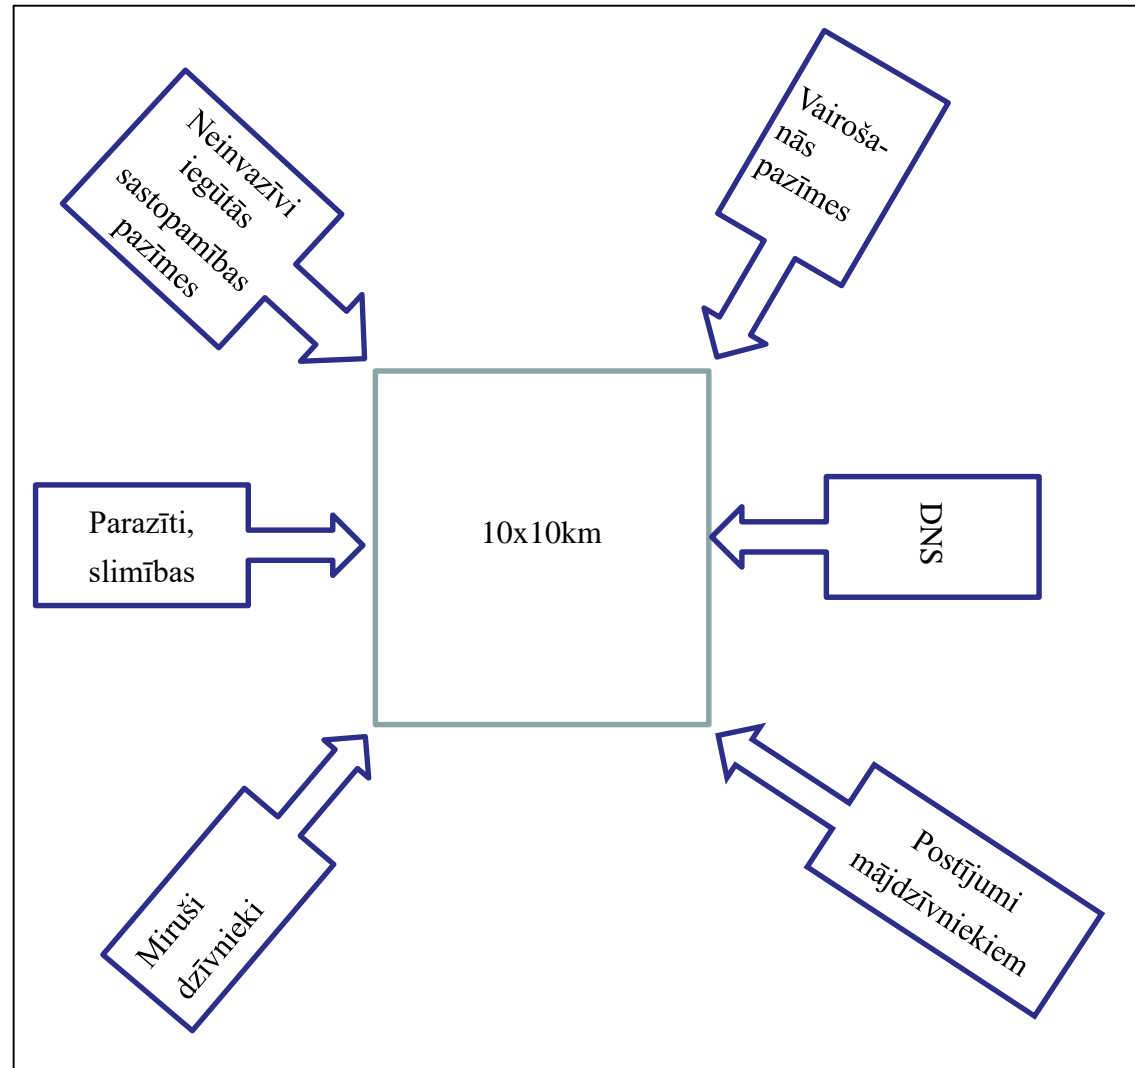 Neinvazīvi
iegūtās
sastopamības
pazīmes
Vairoša-
nās
pazīmes
Parazīti,
slimības
10x10km
DNS
Miruši
dzīvnieki
Postījumi
mājdzīvniekiem